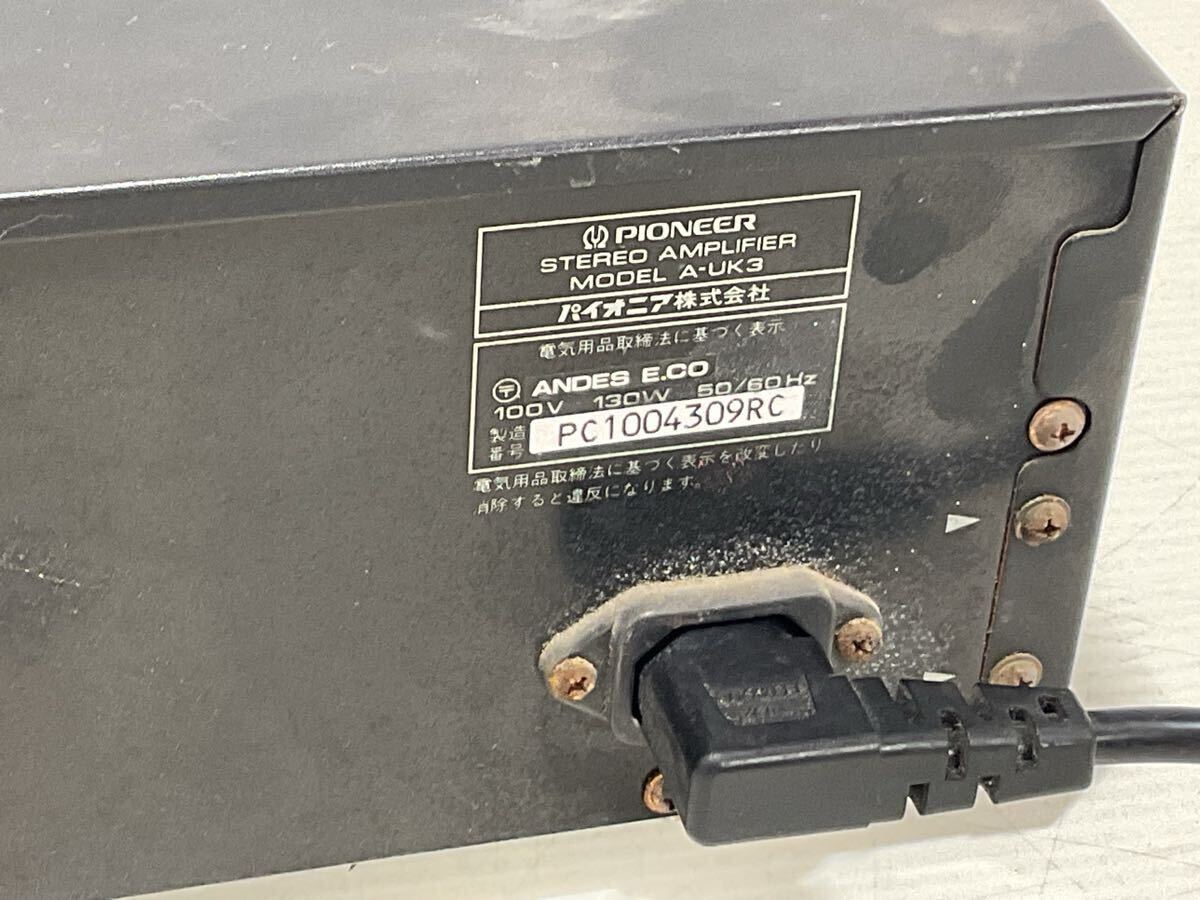 PIONEER
STEREO AMPLIFIER
MODEL A-UK3
パイオニア株式会社
電気用品取締法に基づく表示
〒 ANDES E.CO
100V 130W 50/60Hz
製造番号 PC1004309RC
電気用品取締法に基づく表示を改変したり
消除すると違反になります。